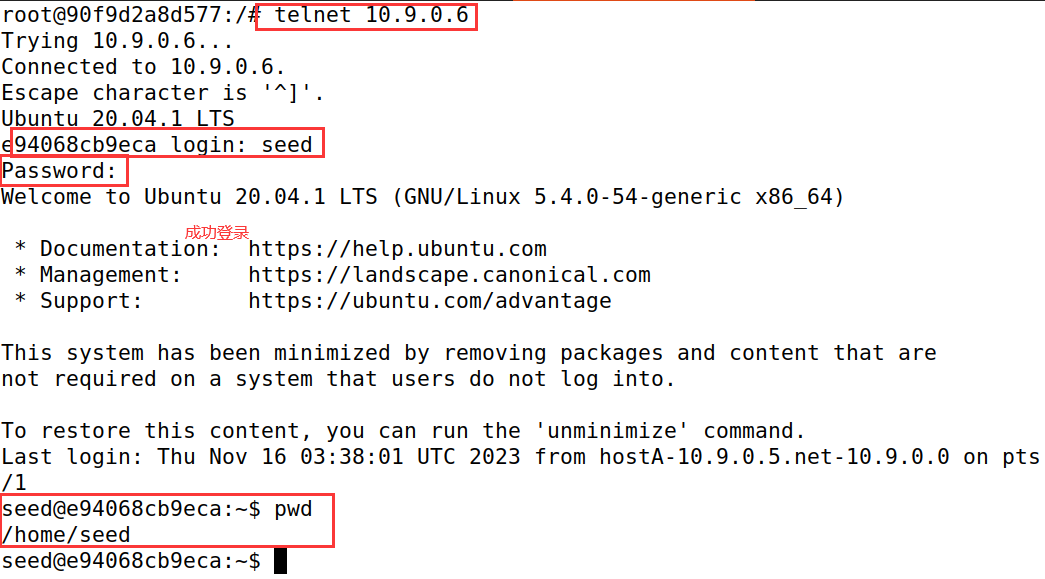 root@90f9d2a8d577:/# telnet 10.9.0.6
Trying 10.9.0.6...
Connected to 10.9.0.6.
Escape character is '^]'.
Ubuntu 20.04.1 LTS
e94068cb9eca login: seed
Password:
Welcome to Ubuntu 20.04.1 LTS (GNU/Linux 5.4.0-54-generic x86_64)
成功登录
* Documentation: https://help.ubuntu.com
* Management: https://landscape.canonical.com
* Support: https://ubuntu.com/advantage
This system has been minimized by removing packages and content that are
not required on a system that users do not log into.
To restore this content, you can run the 'unminimize' command.
Last login: Thu Nov 16 03:38:01 UTC 2023 from hostA-10.9.0.5.net-10.9.0.0 on pts
/1
seed@e94068cb9eca:~$ pwd
/home/seed
seed@e94068cb9eca:~$